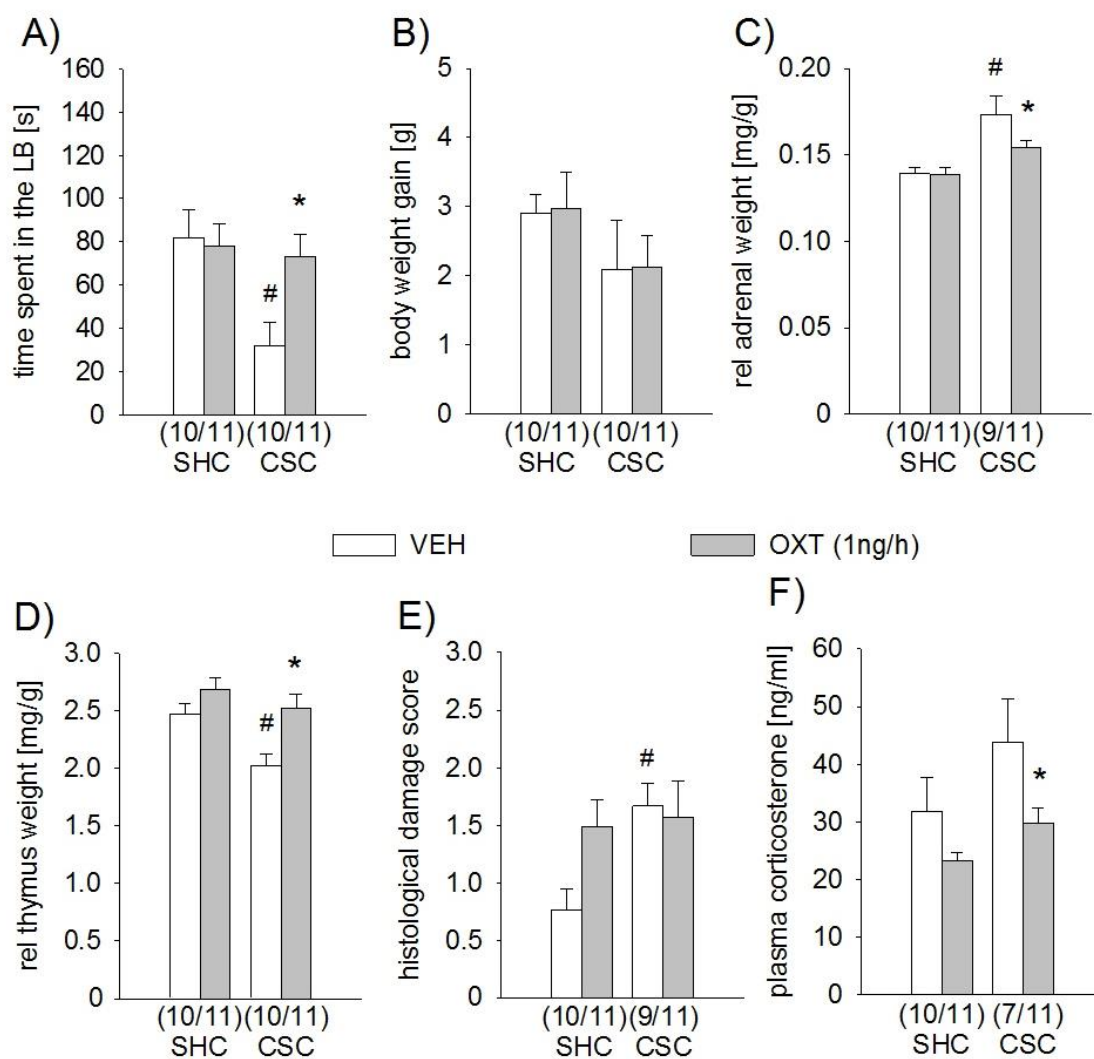 A)
time spent in the LB [s]
160
140
120
100
80
60
40
20
0
#
*
(10/11) (10/11)
SHC CSC
B)
body weight gain [g]
5
4
3
2
1
0
(10/11) (10/11)
SHC CSC
C)
rel adrenal weight [mg/g]
0.20
0.15
0.10
0.05
0
#
*
(10/11) (9/11)
SHC CSC
VEH
OXT (1ng/h)
D)
rel thymus weight [mg/g]
3.0
2.5
2.0
1.5
1.0
0.5
0
#
*
(10/11) (10/11)
SHC CSC
E)
histological damage score
3.0
2.5
2.0
1.5
1.0
0.5
0
#
(10/11) (9/11)
SHC CSC
F)
plasma corticosterone [ng/ml]
60
50
40
30
20
10
0
*
(10/11) (7/11)
SHC CSC